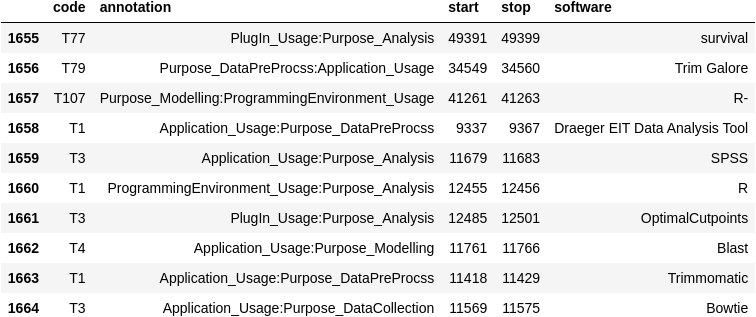 code annotation start stop software
1655 T77 PlugIn_Usage:Purpose_Analysis 49391 49399 survival
1656 T79 Purpose_DataPreProcss:Application_Usage 34549 34560 Trim Galore
1657 T107 Purpose_Modelling:ProgrammingEnvironment_Usage 41261 41263 R-
1658 T1 Application_Usage:Purpose_DataPreProcss 9337 9367 Draeger EIT Data Analysis Tool
1659 T3 Application_Usage:Purpose_Analysis 11679 11683 SPSS
1660 T1 ProgrammingEnvironment_Usage:Purpose_Analysis 12455 12456 R
1661 T3 PlugIn_Usage:Purpose_Analysis 12485 12501 OptimalCutpoints
1662 T4 Application_Usage:Purpose_Modelling 11761 11766 Blast
1663 T1 Application_Usage:Purpose_DataPreProcss 11418 11429 Trimmomatic
1664 T3 Application_Usage:Purpose_DataCollection 11569 11575 Bowtie